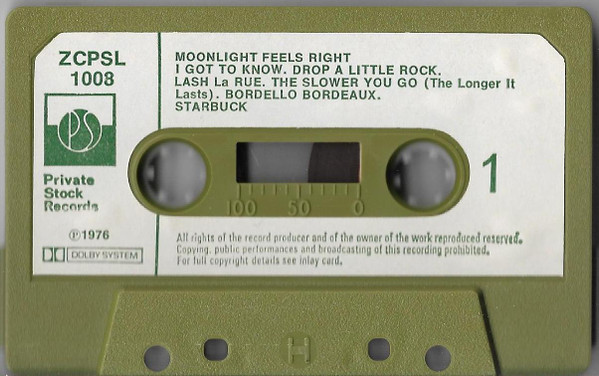 ZCPSL
1008
PS
Private
Stock
Records
℗1976
DOLBY SYSTEM
MOONLIGHT FEELS RIGHT
I GOT TO KNOW. DROP A LITTLE ROCK.
LASH La RUE. THE SLOWER YOU GO (The Longer It
Lasts). BORDELLO BORDEAUX.
STARBUCK
1
100 50 0
All rights of the record producer and of the owner of the work reproduced reserved.
Copying, public performances and broadcasting of this recording prohibited.
For full copyright details see inlay card.
H